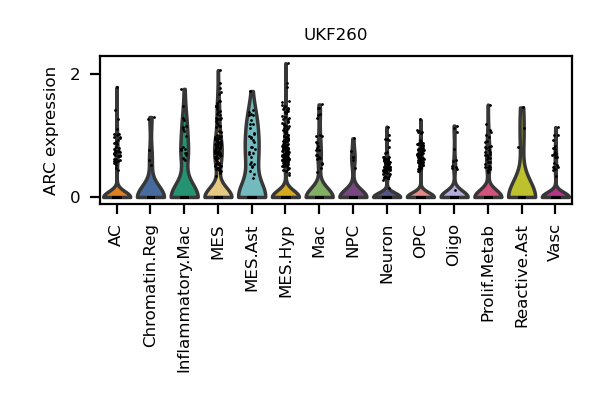 UKF260
ARC expression
2
0
AC
Chromatin.Reg
Inflammatory.Mac
MES
MES.Ast
MES.Hyp
Mac
NPC
Neuron
OPC
Oligo
Prolif.Metab
Reactive.Ast
Vasc